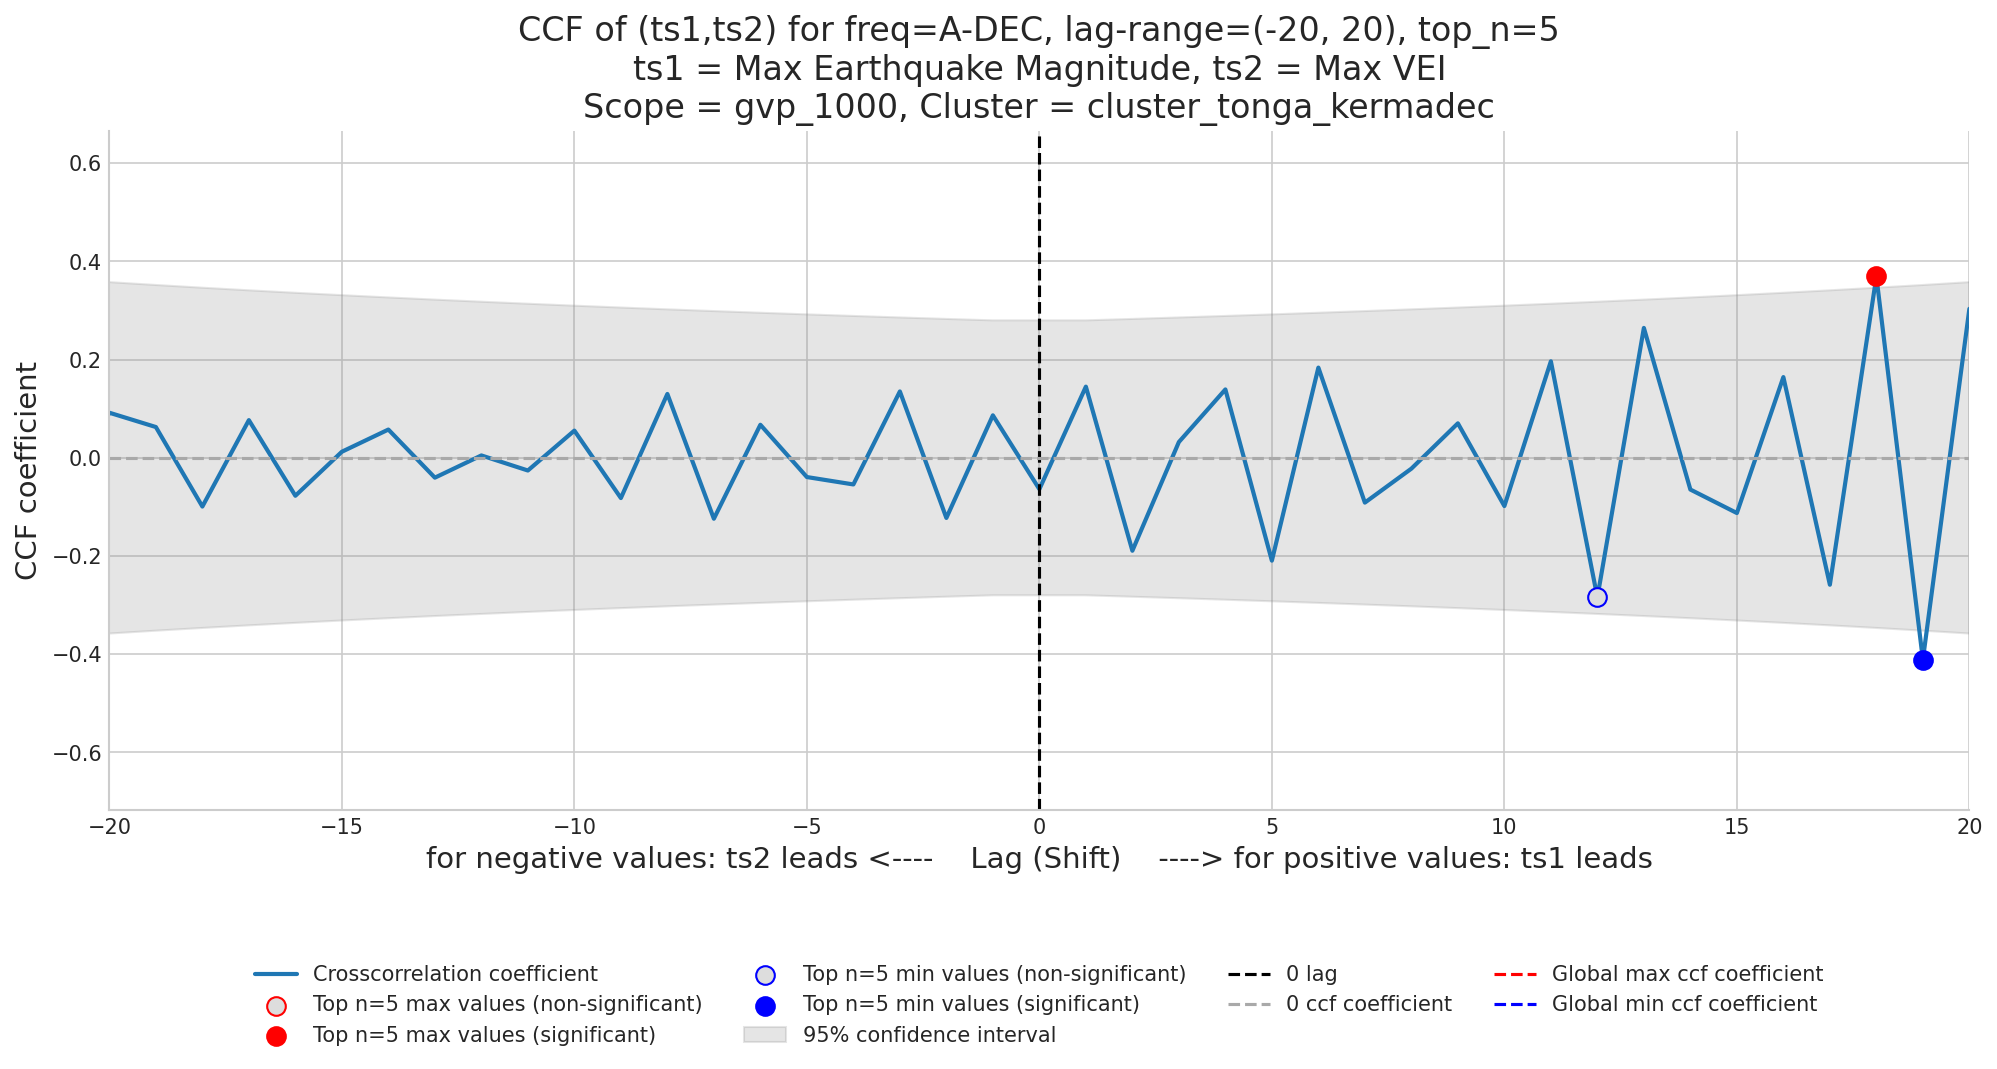 CCF of (ts1,ts2) for freq=A-DEC, lag-range=(-20, 20), top_n=5
ts1 = Max Earthquake Magnitude, ts2 = Max VEI
Scope = gvp_1000, Cluster = cluster_tonga_kermadec
CCF coefficient
0.6
0.4
0.2
0.0
−0.2
−0.4
−0.6
−20 −15 −10 −5 0 5 10 15 20
for negative values: ts2 leads <---- Lag (Shift) ----> for positive values: ts1 leads
Crosscorrelation coefficient
Top n=5 max values (non-significant)
Top n=5 max values (significant)
Top n=5 min values (non-significant)
Top n=5 min values (significant)
95% confidence interval
0 lag
0 ccf coefficient
Global max ccf coefficient
Global min ccf coefficient